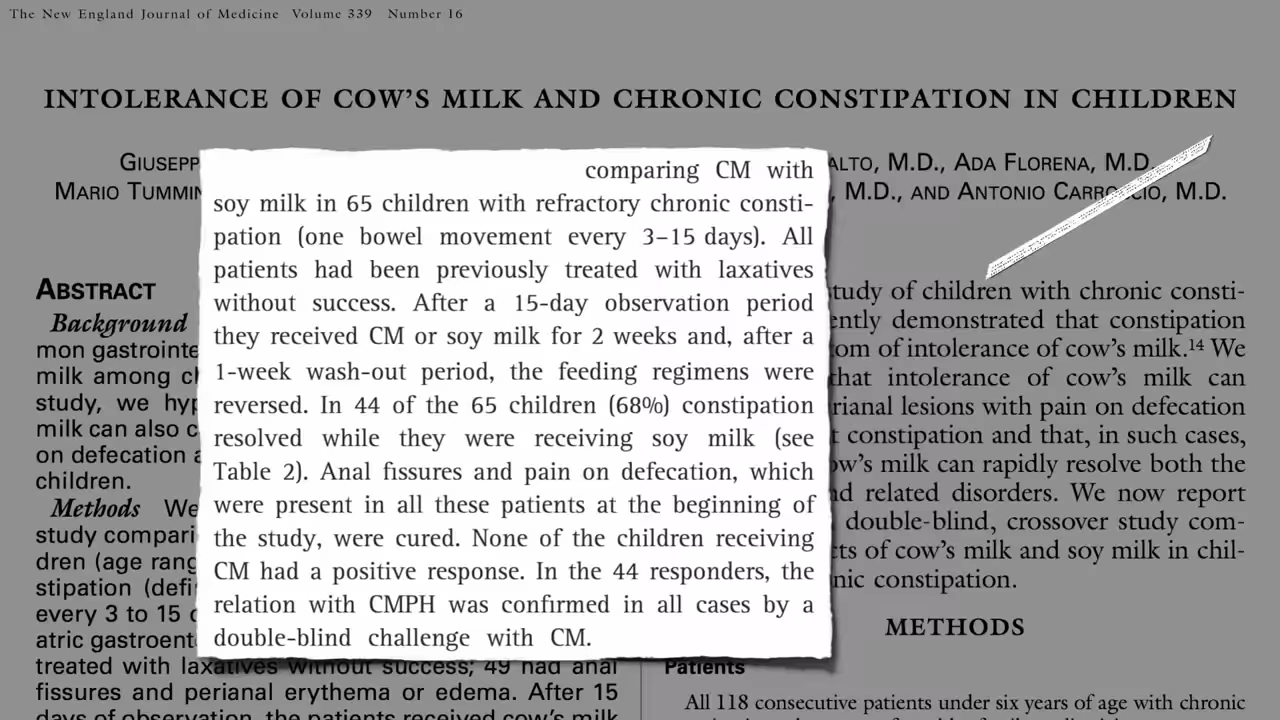 The New England Journal of Medicine Volume 339 Number 16
INTOLERANCE OF COW'S MILK AND CHRONIC CONSTIPATION IN CHILDREN
ALTO, M.D., ADA FLORENA, M.D.
MARIO
M.D., AND ANTONIO M.D.
comparing CM with
soy milk in 65 children with refractory chronic consti-
pation (one bowel movement every 3–15 days). All
patients had been previously treated with laxatives
without success. After a 15-day observation period
they received CM or soy milk for 2 weeks and, after a
1-week wash-out period, the feeding regimens were
reversed. In 44 of the 65 children (68%) constipation
resolved while they were receiving soy milk (see
Table 2). Anal fissures and pain on defecation, which
were present in all these patients at the beginning of
the study, were cured. None of the children receiving
CM had a positive response. In the 44 responders, the
relation with CMPH was confirmed in all cases by a
double-blind challenge with CM.
ABSTRACT
Background
mon gastrointe
milk among ch
study, we hyp
milk can also c
on defecation a
children.
Methods We
study compari
dren (age rang
stipation (defi
every 3 to 15
atric gastroent
treated with laxatives without success; 49 had anal
fissures and perianal erythema or edema. After 15
days of observation, the patients received cow's milk
tudy of children with chronic consti-
ently demonstrated that constipation
om of intolerance of cow's milk.¹⁴ We
that intolerance of cow's milk can
rianal lesions with pain on defecation
t constipation and that, in such cases,
ow's milk can rapidly resolve both the
nd related disorders. We now report
double-blind, crossover study com-
cts of cow's milk and soy milk in chil-
nic constipation.
METHODS
Patients
All 118 consecutive patients under six years of age with chronic